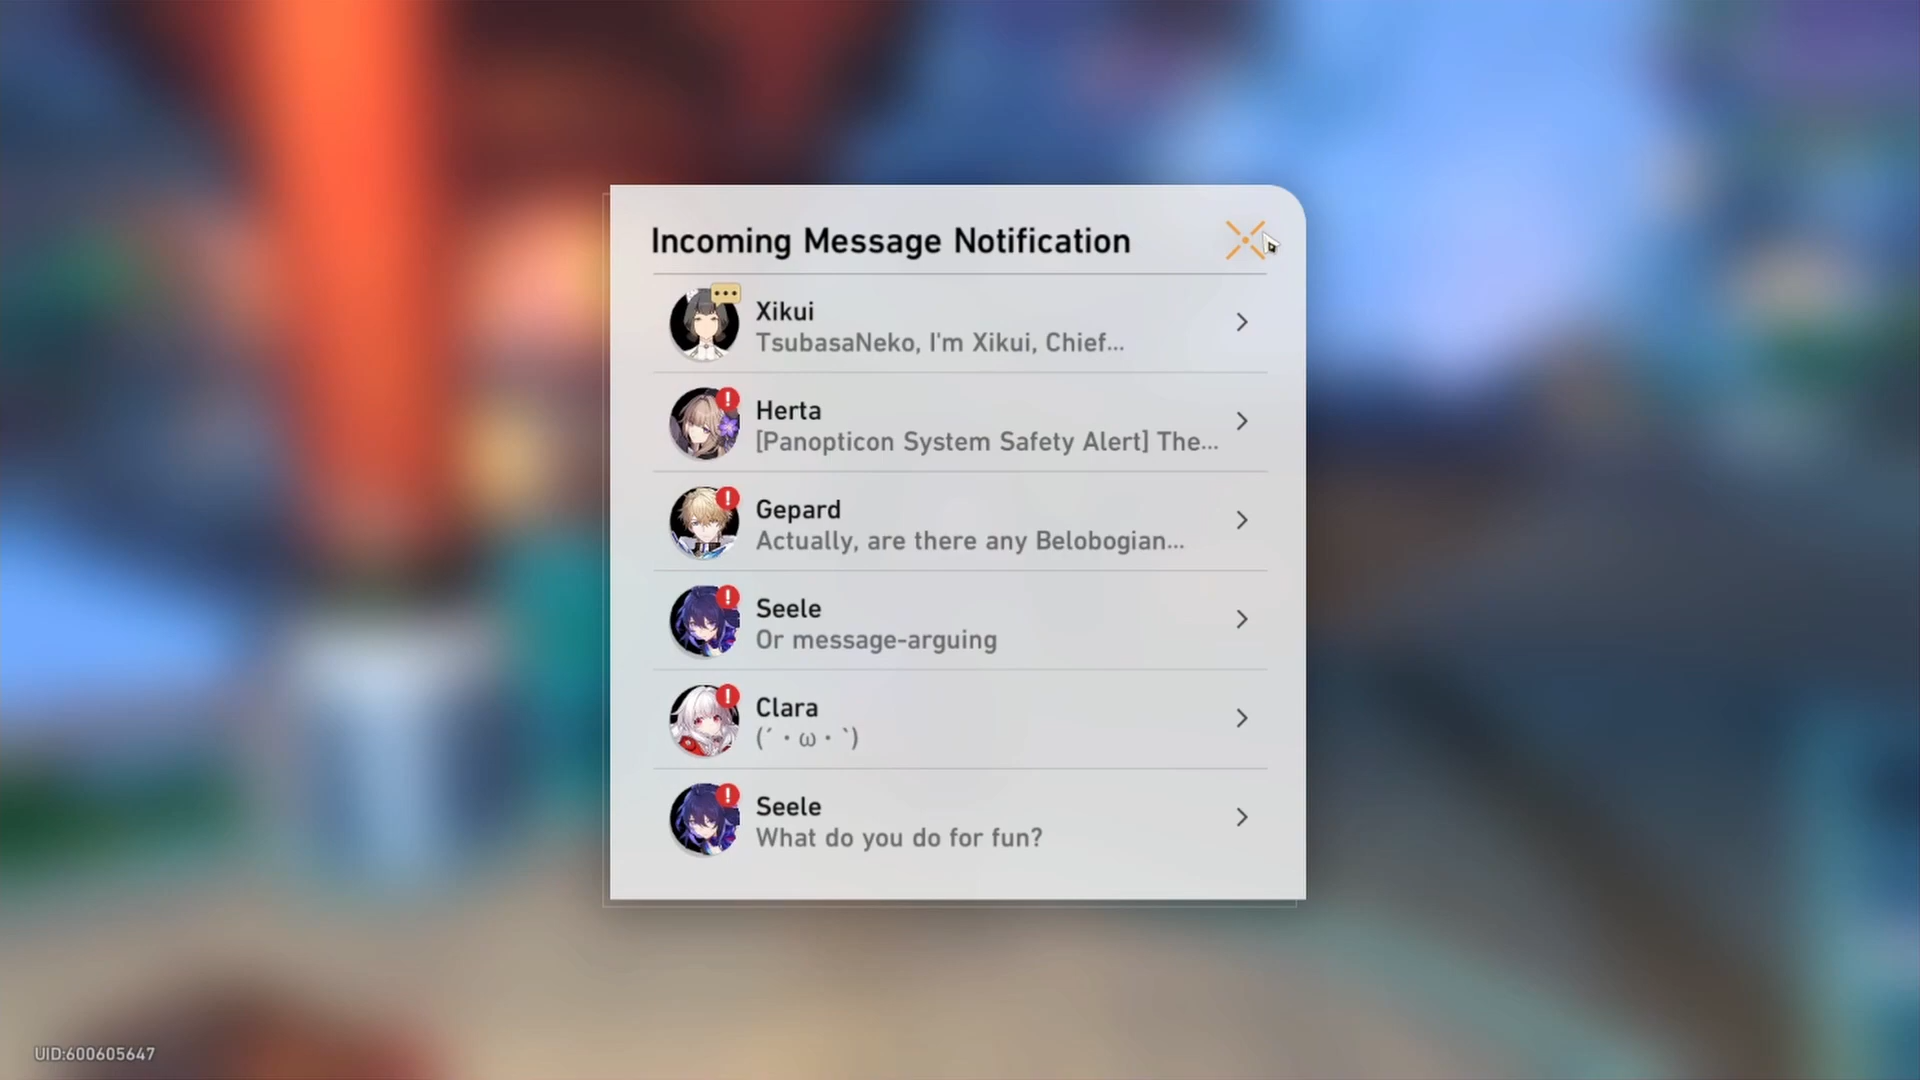 Incoming Message Notification
Xikui
TsubasaNeko, I'm Xikui, Chief...
Herta
[Panopticon System Safety Alert] The...
Gepard
Actually, are there any Belobogian...
Seele
Or message-arguing
Clara
(´・ω・`)
Seele
What do you do for fun?
UID:600605647